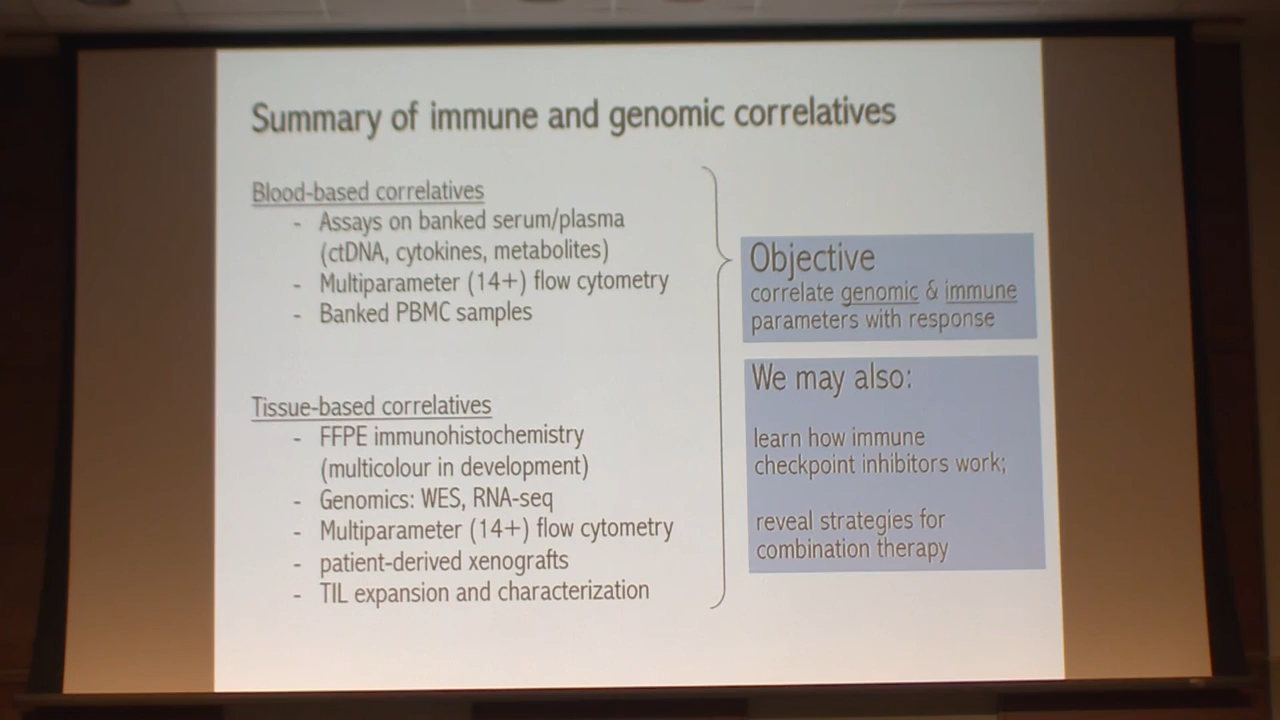 Summary of immune and genomic correlatives
Blood-based correlatives
- Assays on banked serum/plasma
(ctDNA, cytokines, metabolites)
- Multiparameter (14+) flow cytometry
- Banked PBMC samples
Tissue-based correlatives
- FFPE immunohistochemistry
(multicolour in development)
- Genomics: WES, RNA-seq
- Multiparameter (14+) flow cytometry
- patient-derived xenografts
- TIL expansion and characterization
Objective
correlate genomic & immune
parameters with response
We may also:
learn how immune
checkpoint inhibitors work;
reveal strategies for
combination therapy